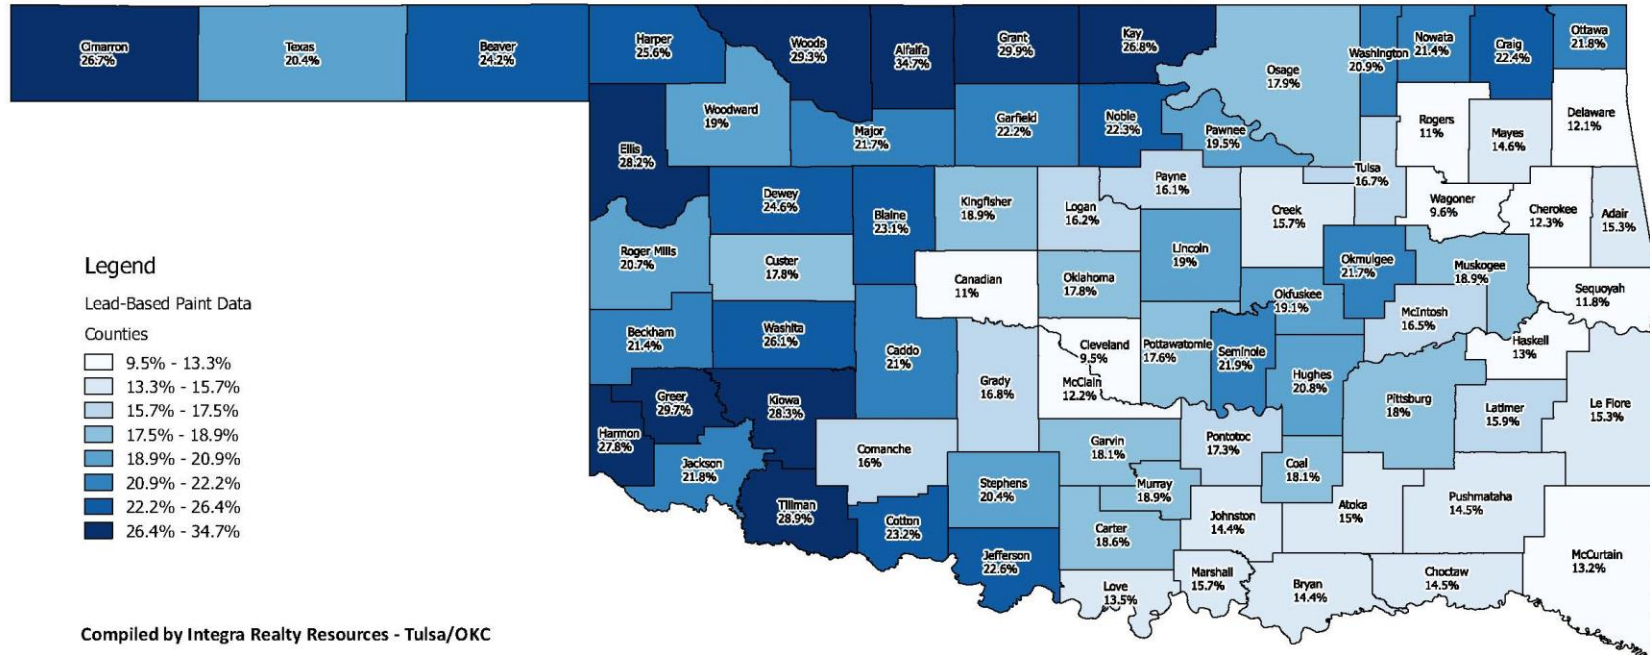 Cimarron
26.7%
Texas
20.4%
Beaver
24.2%
Harper
25.6%
Woods
29.3%
Alfalfa
34.7%
Grant
29.9%
Kay
26.8%
Osage
17.9%
Washington
20.9%
Nowata
21.4%
Craig
22.4%
Ottawa
21.8%
Ellis
28.2%
Woodward
19%
Major
21.7%
Garfield
22.2%
Noble
22.3%
Pawnee
19.5%
Rogers
11%
Mayes
14.6%
Delaware
12.1%
Dewey
24.6%
Blaine
23.1%
Kingfisher
18.9%
Logan
16.2%
Payne
16.1%
Creek
15.7%
Tulsa
16.7%
Wagoner
9.6%
Cherokee
12.3%
Adair
15.3%
Roger Mills
20.7%
Custer
17.8%
Canadian
11%
Oklahoma
17.8%
Lincoln
19%
Okfuskee
19.1%
Okmulgee
21.7%
Muskogee
18.9%
McIntosh
16.5%
Sequoyah
11.8%
Beckham
21.4%
Washita
26.1%
Caddo
21%
Grady
16.8%
Cleveland
9.5%
McClain
12.2%
Pottawatomie
17.6%
Seminole
21.9%
Hughes
20.8%
Pittsburg
18%
Haskell
13%
Latimer
15.9%
Le Flore
15.3%
Harmon
27.8%
Greer
29.7%
Kiowa
28.3%
Jackson
21.8%
Tillman
28.9%
Comanche
16%
Cotton
23.2%
Stephens
20.4%
Jefferson
22.6%
Garvin
18.1%
Murray
18.9%
Carter
18.6%
Love
13.5%
Pontotoc
17.3%
Johnston
14.4%
Marshall
15.7%
Coal
18.1%
Atoka
15%
Bryan
14.4%
Pushmataha
14.5%
Choctaw
14.5%
McCurtain
13.2%
Legend
Lead-Based Paint Data
Counties
9.5% - 13.3%
13.3% - 15.7%
15.7% - 17.5%
17.5% - 18.9%
18.9% - 20.9%
20.9% - 22.2%
22.2% - 26.4%
26.4% - 34.7%
Compiled by Integra Realty Resources - Tulsa/OKC